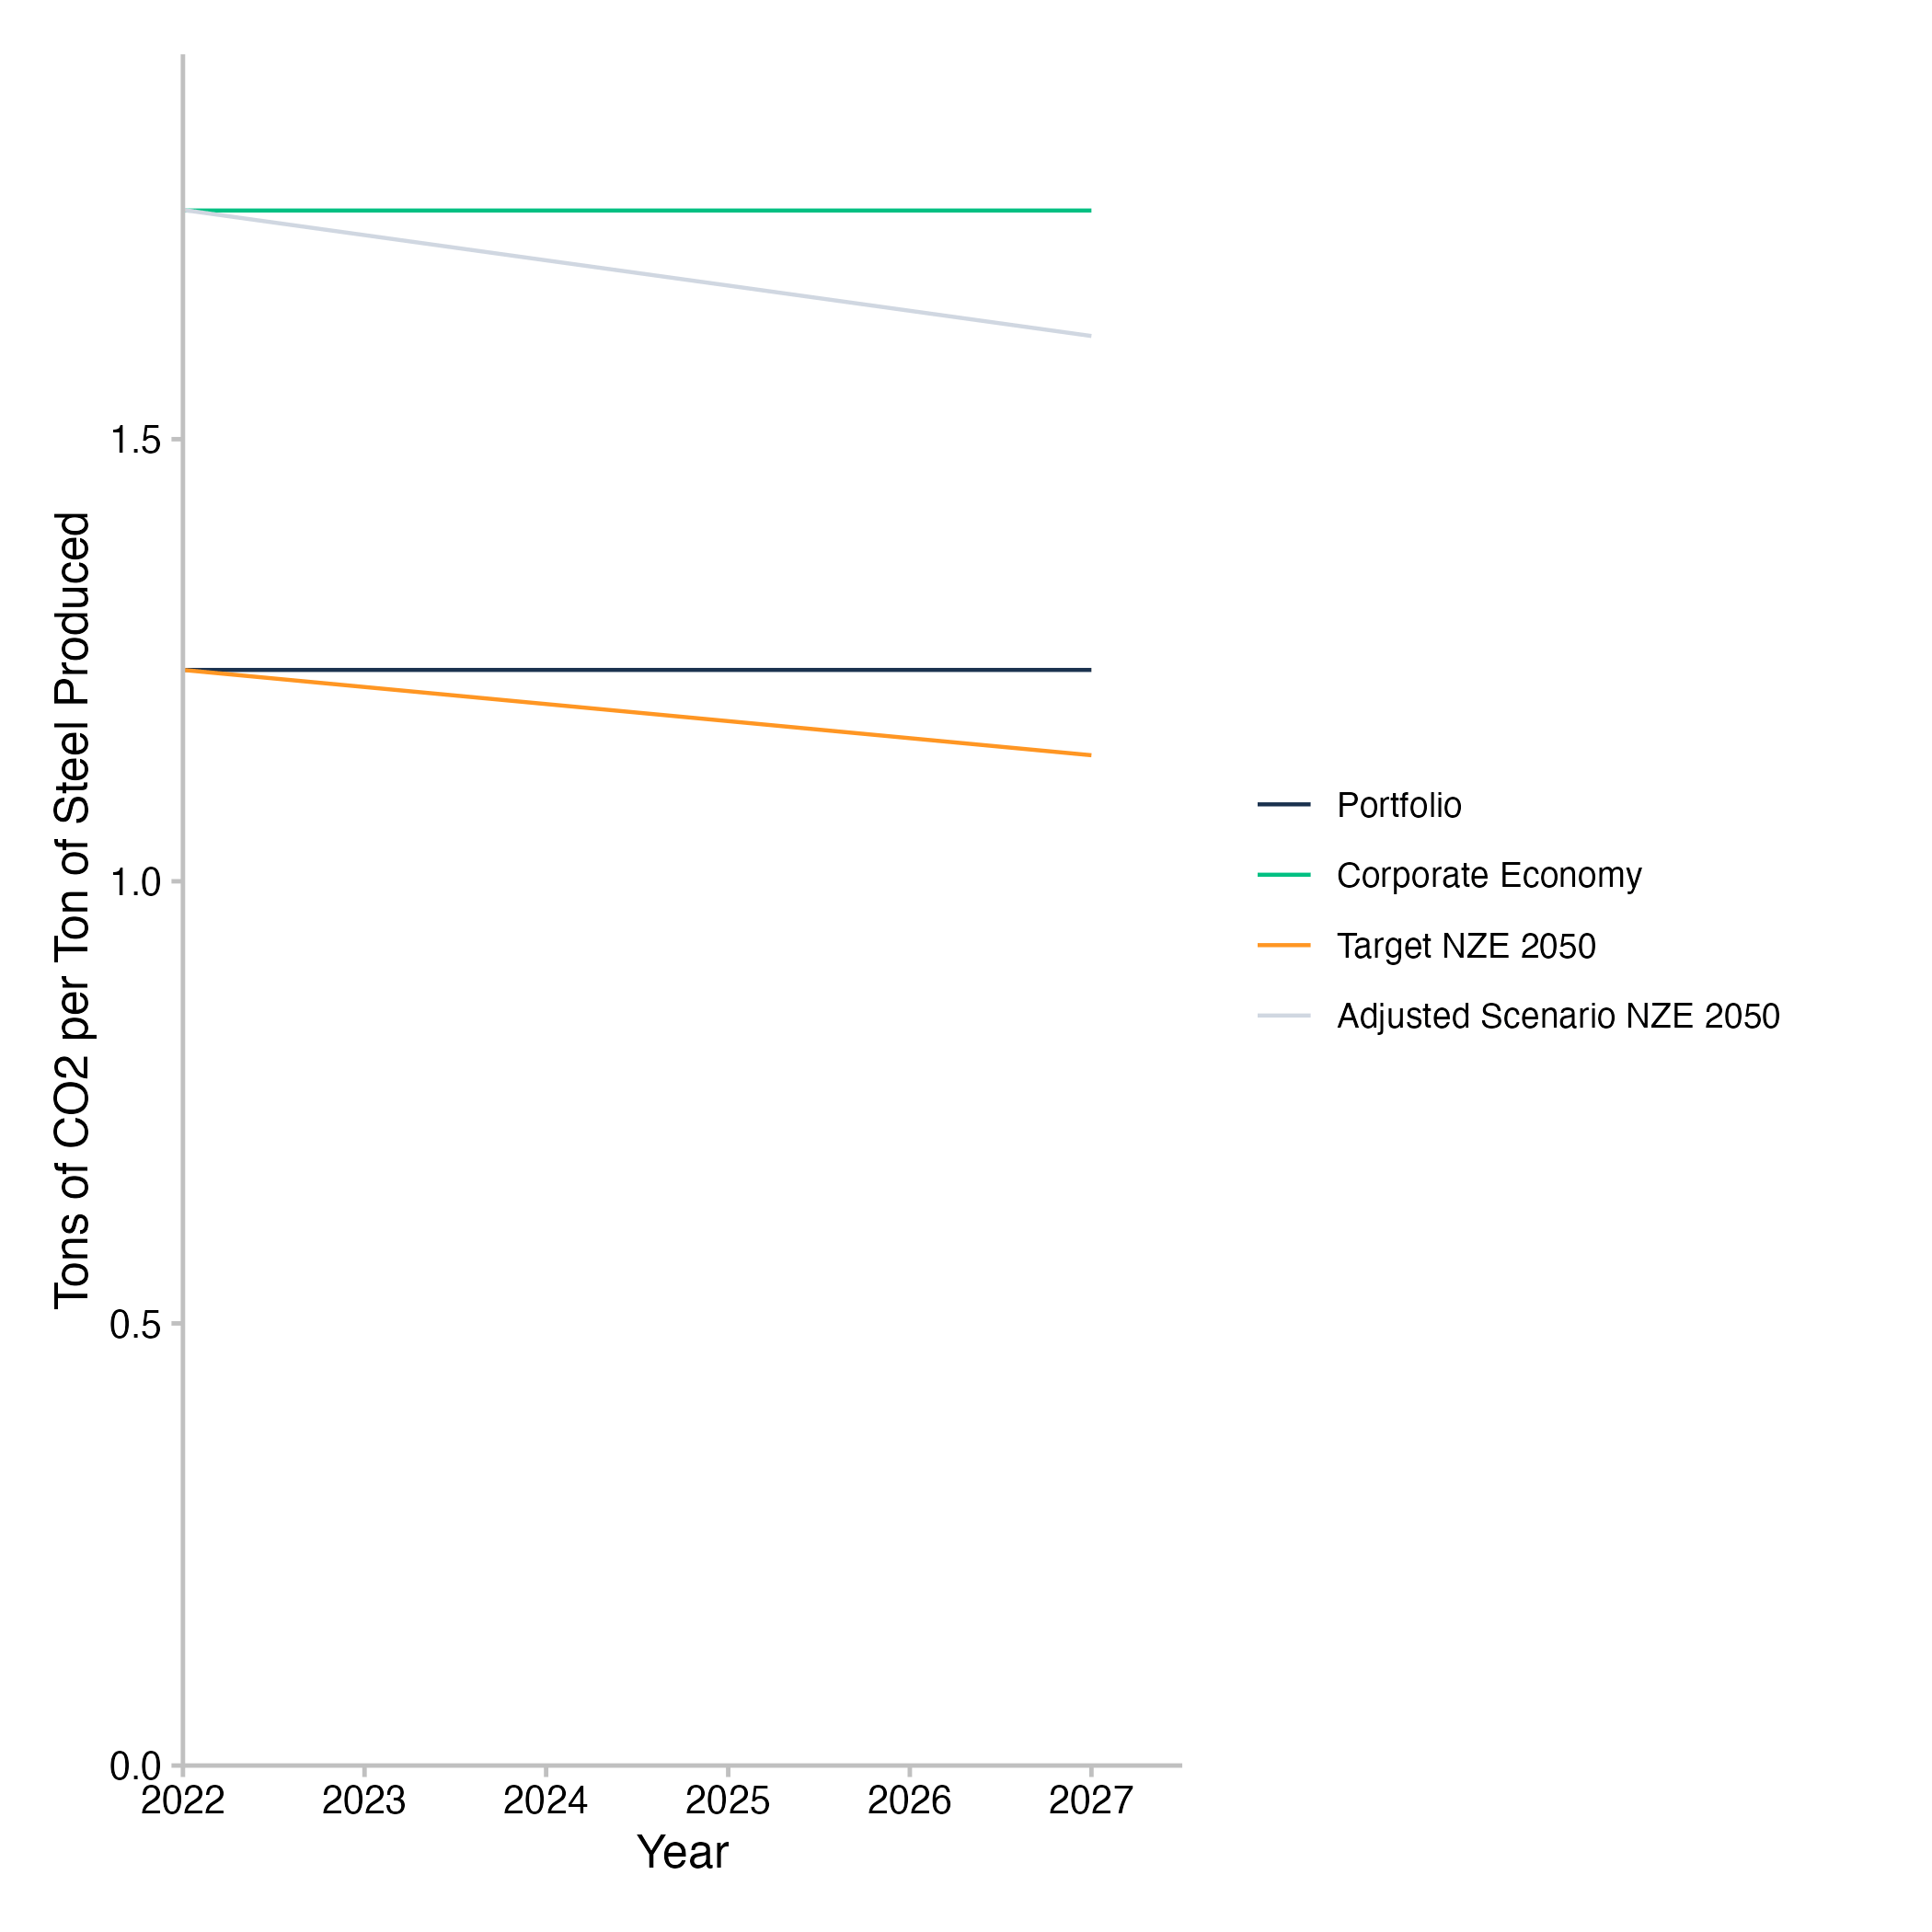 Tons of CO2 per Ton of Steel Produced
1.5
1.0
0.5
0.0
2022 2023 2024 2025 2026 2027
Year
Portfolio
Corporate Economy
Target NZE 2050
Adjusted Scenario NZE 2050